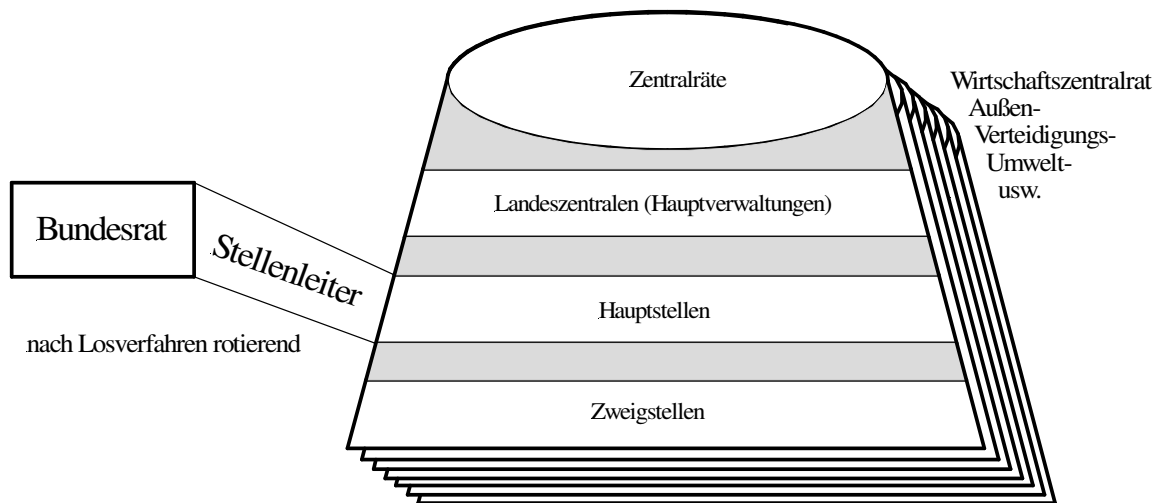 Zentralräte
Wirtschaftszentralrat
Außen-
Verteidigungs-
Umwelt-
usw.
Landeszentralen (Hauptverwaltungen)
Bundesrat
Stellenleiter
Hauptstellen
nach Losverfahren rotierend
Zweigstellen